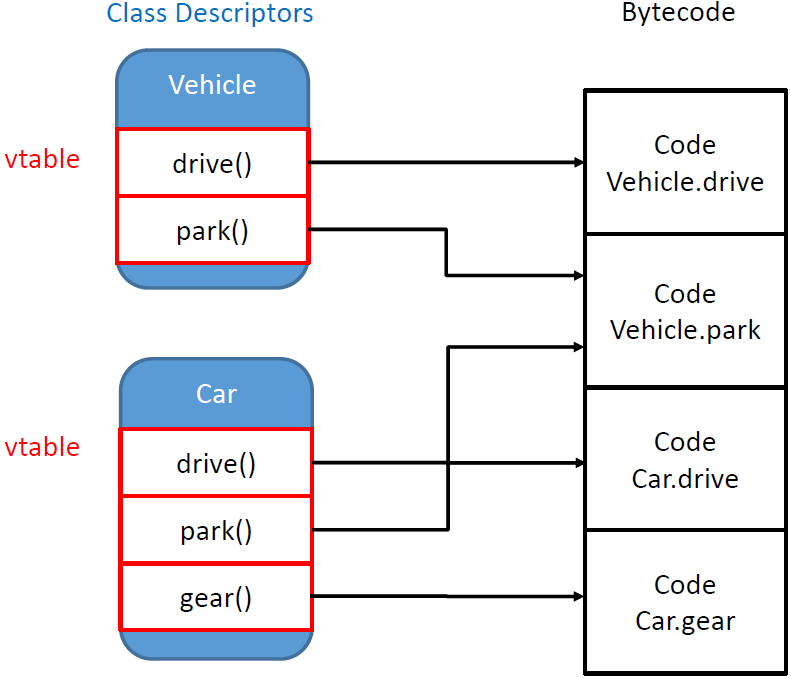 Class Descriptors
Bytecode
Vehicle
vtable
drive()
park()
Car
vtable
drive()
park()
gear()
Code
Vehicle.drive
Code
Vehicle.park
Code
Car.drive
Code
Car.gear